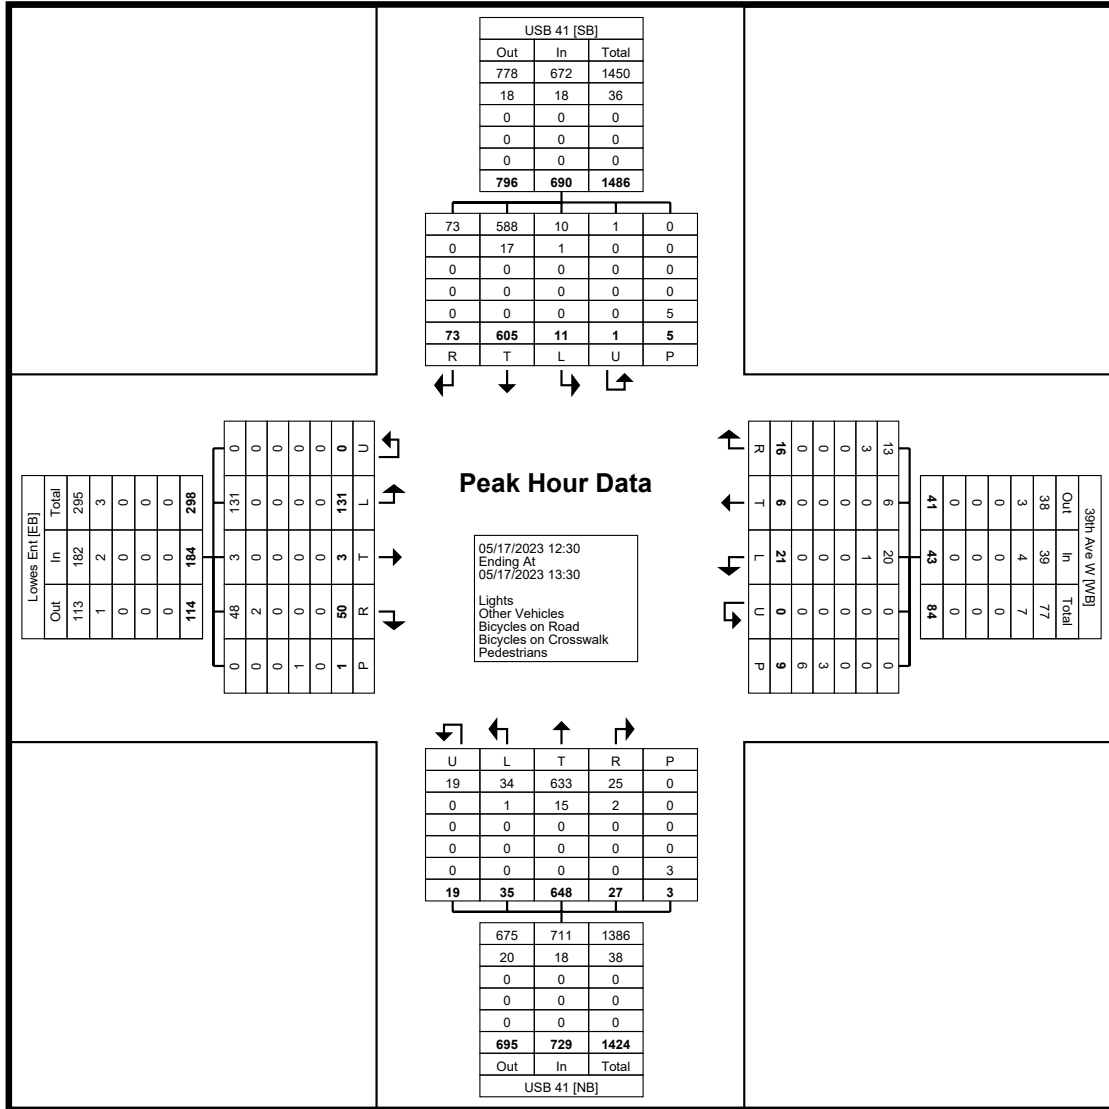 USB 41 [SB]
Out In Total
778 672 1450
18 18 36
0 0 0
0 0 0
0 0 0
796 690 1486
73 588 10 1 0
0 17 1 0 0
0 0 0 0 0
0 0 0 0 0
0 0 0 0 5
73 605 11 1 5
R T L U P
Lowes Ent [EB]
Total In Out
295 182 113
3 2 1
0 0 0
0 0 0
0 0 0
298 184 114
0 131 3 48 0
0 0 0 2 0
0 0 0 0 0
0 0 0 0 1
0 0 0 0 0
0 131 3 50 1
U L T R P
Peak Hour Data
05/17/2023 12:30
Ending At
05/17/2023 13:30
Lights
Other Vehicles
Bicycles on Road
Bicycles on Crosswalk
Pedestrians
39th Ave W [WB]
Out In Total
38 39 77
3 4 7
0 0 0
0 0 0
0 0 0
41 43 84
13 6 20 0 0
3 0 1 0 0
0 0 0 0 0
0 0 0 0 3
0 0 0 0 6
16 6 21 0 9
R T L U P
U L T R P
19 34 633 25 0
0 1 15 2 0
0 0 0 0 0
0 0 0 0 0
0 0 0 0 3
19 35 648 27 3
675 711 1386
20 18 38
0 0 0
0 0 0
0 0 0
695 729 1424
Out In Total
USB 41 [NB]